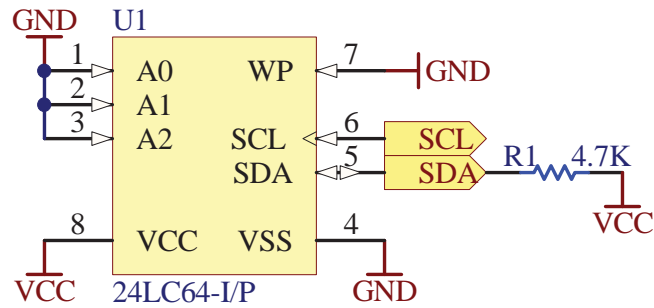 GND U1
1 A0 WP 7 GND
2 A1
3 A2 SCL 6 SCL
SDA 5 SDA R1 4.7K
VCC
8 VCC VSS 4
VCC 24LC64-I/P GND